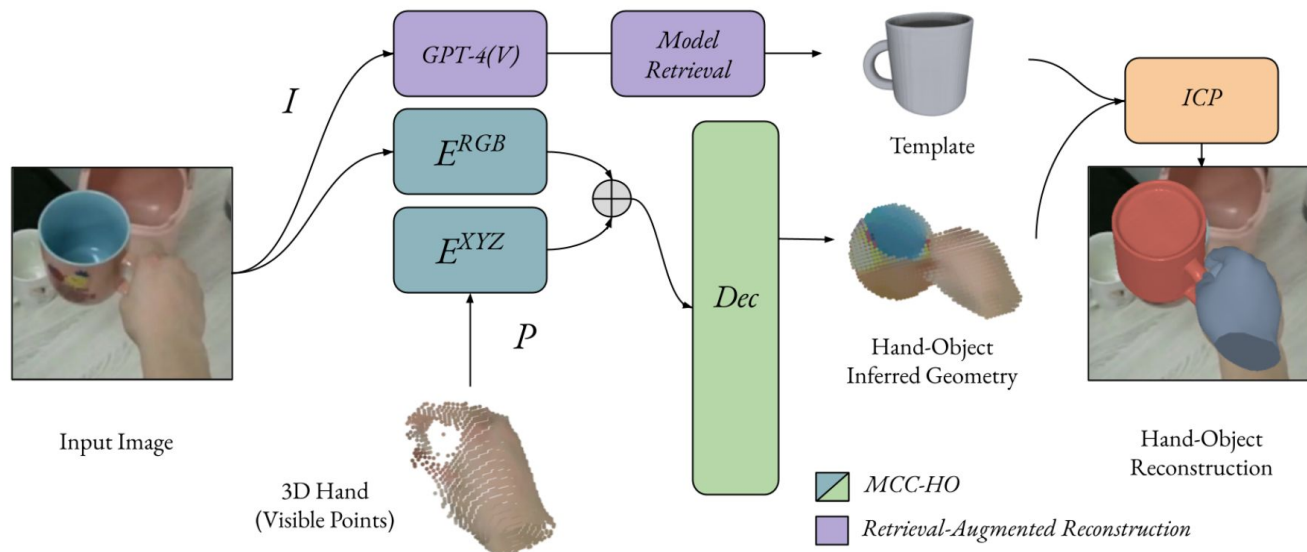 GPT-4(V)
Model
Retrieval
ICP
I
E^RGB
Template
E^XYZ
Dec
P
Hand-Object
Inferred Geometry
Input Image
Hand-Object
Reconstruction
3D Hand
(Visible Points)
MCC-HO
Retrieval-Augmented Reconstruction